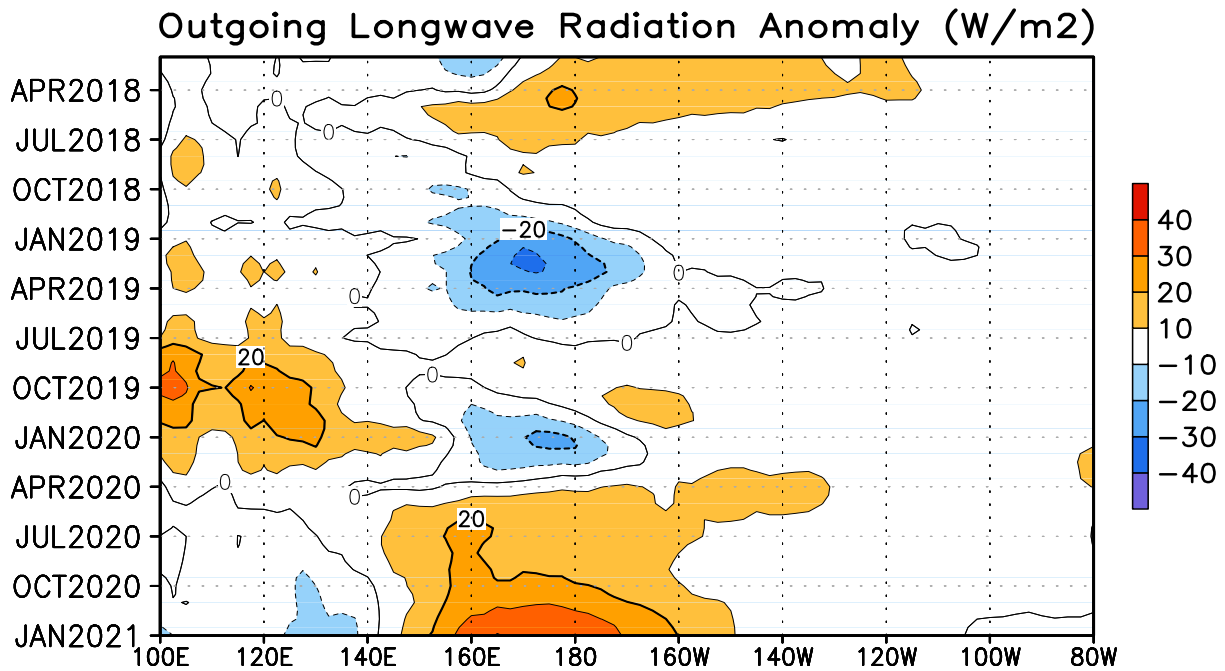 Outgoing Longwave Radiation Anomaly (W/m2)
APR2018
0
0
JUL2018
OCT2018
-20
JAN2019
0
APR2019
0
JUL2019
0
20
0
OCT2019
JAN2020
0
APR2020
0
20
JUL2020
OCT2020
JAN2021
100E 120E 140E 160E 180 160W 140W 120W 100W 80W
40
30
20
10
-10
-20
-30
-40